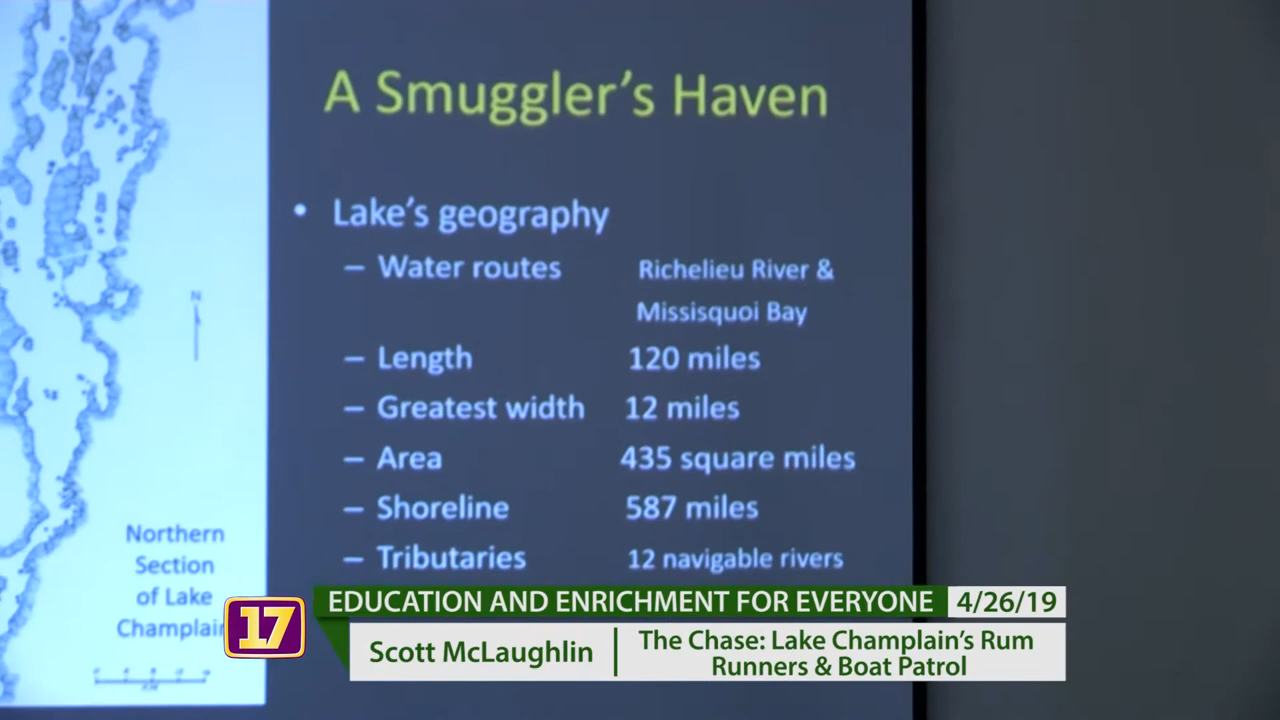 A Smuggler's Haven
• Lake's geography
– Water routes Richelieu River &
Missisquoi Bay
– Length 120 miles
– Greatest width 12 miles
– Area 435 square miles
– Shoreline 587 miles
– Tributaries 12 navigable rivers
N
Northern
Section
of Lake
Champlain
17
EDUCATION AND ENRICHMENT FOR EVERYONE 4/26/19
Scott McLaughlin
The Chase: Lake Champlain's Rum
Runners & Boat Patrol